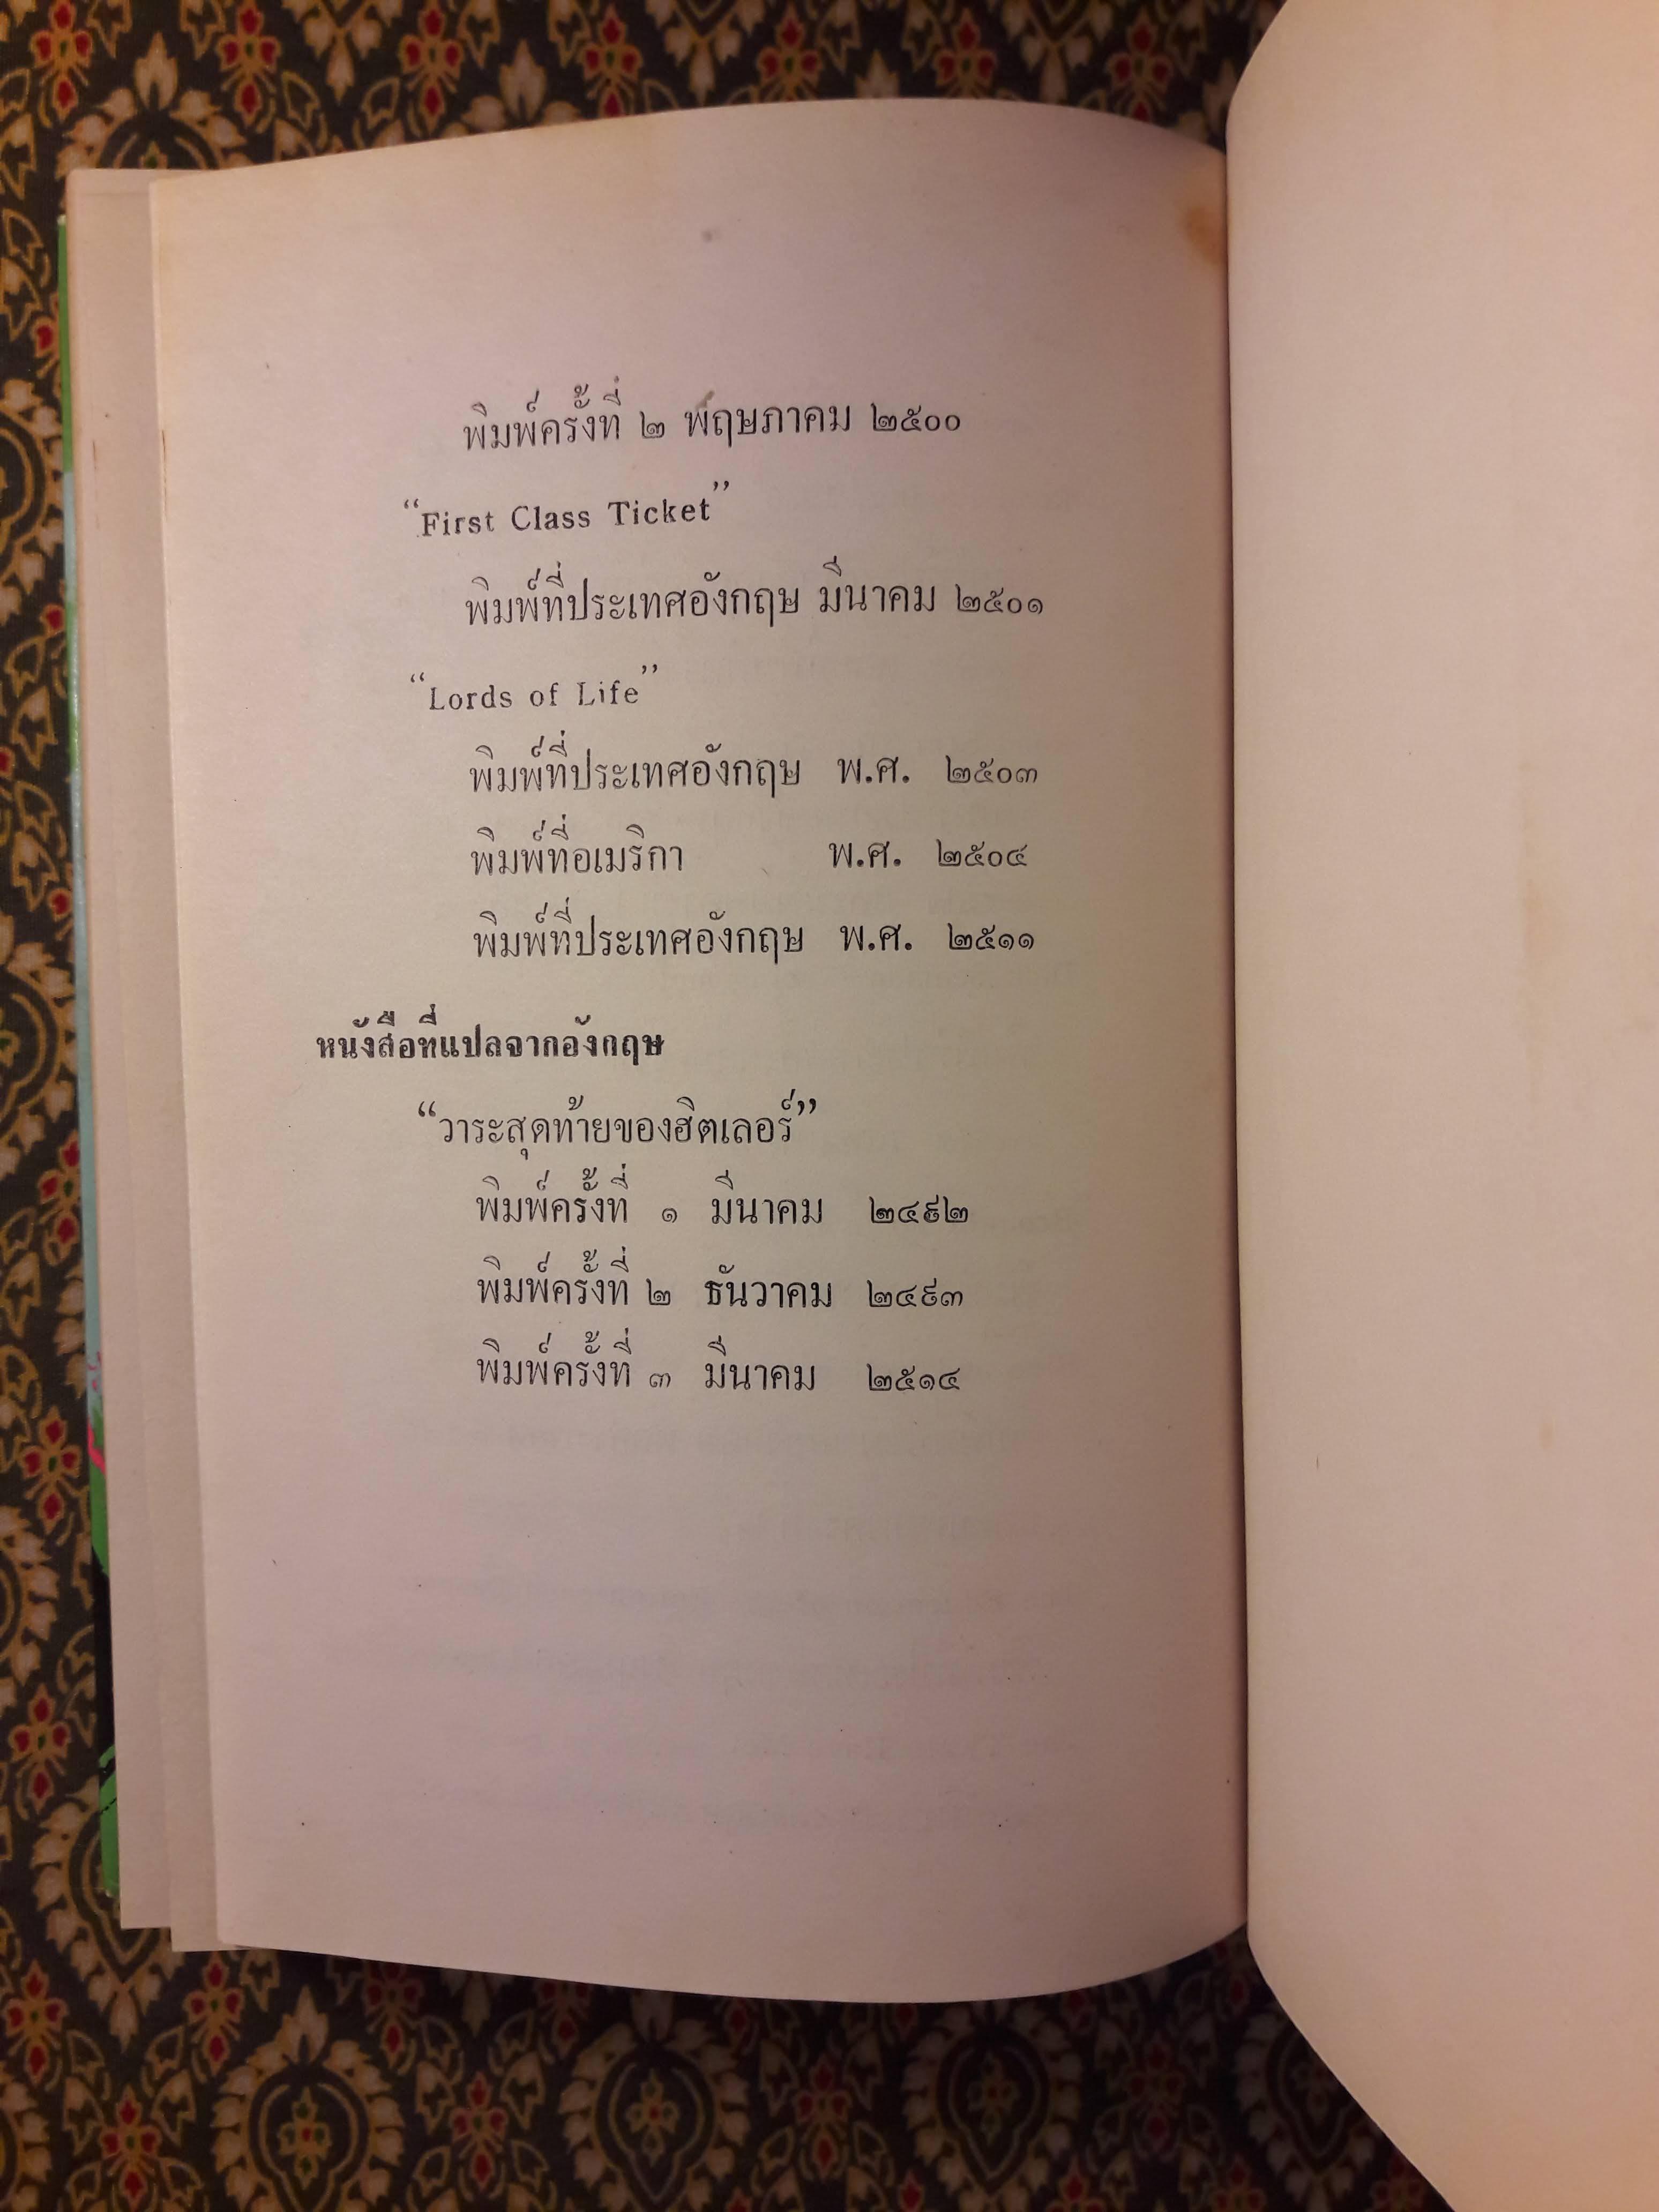 พิมพ์ครั้งที่ ๒ พฤษภาคม ๒๕๐๐
“First Class Ticket”
พิมพ์ที่ประเทศอังกฤษ มีนาคม ๒๕๐๑
“Lords of Life”
พิมพ์ที่ประเทศอังกฤษ พ.ศ. ๒๕๐๓
พิมพ์ที่อเมริกา พ.ศ. ๒๕๐๔
พิมพ์ที่ประเทศอังกฤษ พ.ศ. ๒๕๑๑
หนังสือที่แปลจากอังกฤษ
“วาระสุดท้ายของฮิตเลอร์”
พิมพ์ครั้งที่ ๑ มีนาคม ๒๔๙๒
พิมพ์ครั้งที่ ๒ ธันวาคม ๒๔๙๓
พิมพ์ครั้งที่ ๓ มีนาคม ๒๕๑๔